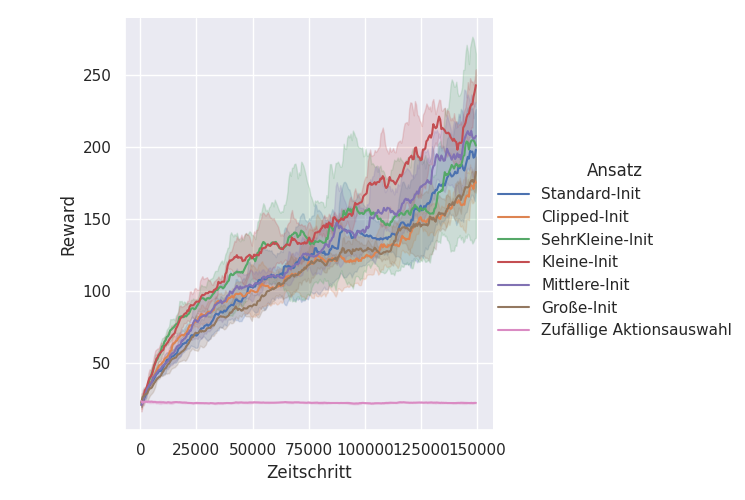 250
200
150
100
50
Reward
0 25000 50000 75000 100000 125000 150000
Zeitschritt
Ansatz
Standard-Init
Clipped-Init
SehrKleine-Init
Kleine-Init
Mittlere-Init
Große-Init
Zufällige Aktionsauswahl